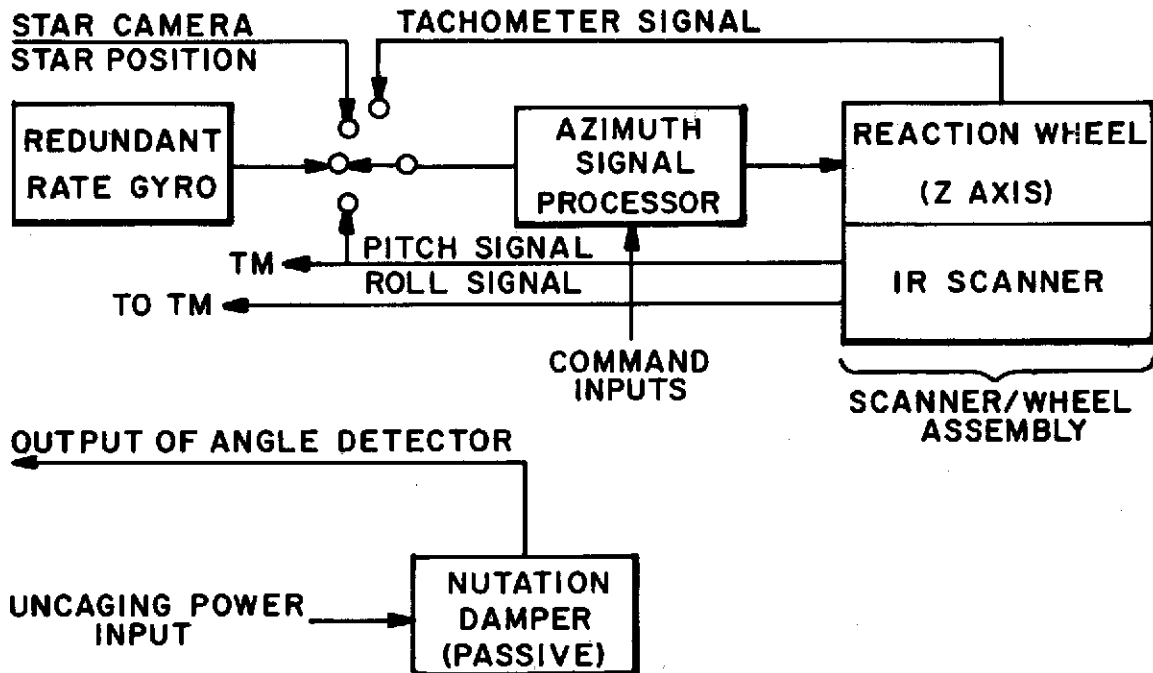 STAR CAMERA
STAR POSITION
TACHOMETER SIGNAL
REDUNDANT
RATE GYRO
AZIMUTH
SIGNAL
PROCESSOR
REACTION WHEEL
(Z AXIS)
IR SCANNER
TM
PITCH SIGNAL
ROLL SIGNAL
TO TM
COMMAND
INPUTS
SCANNER/WHEEL
ASSEMBLY
OUTPUT OF ANGLE DETECTOR
UNCAGING POWER
INPUT
NUTATION
DAMPER
(PASSIVE)